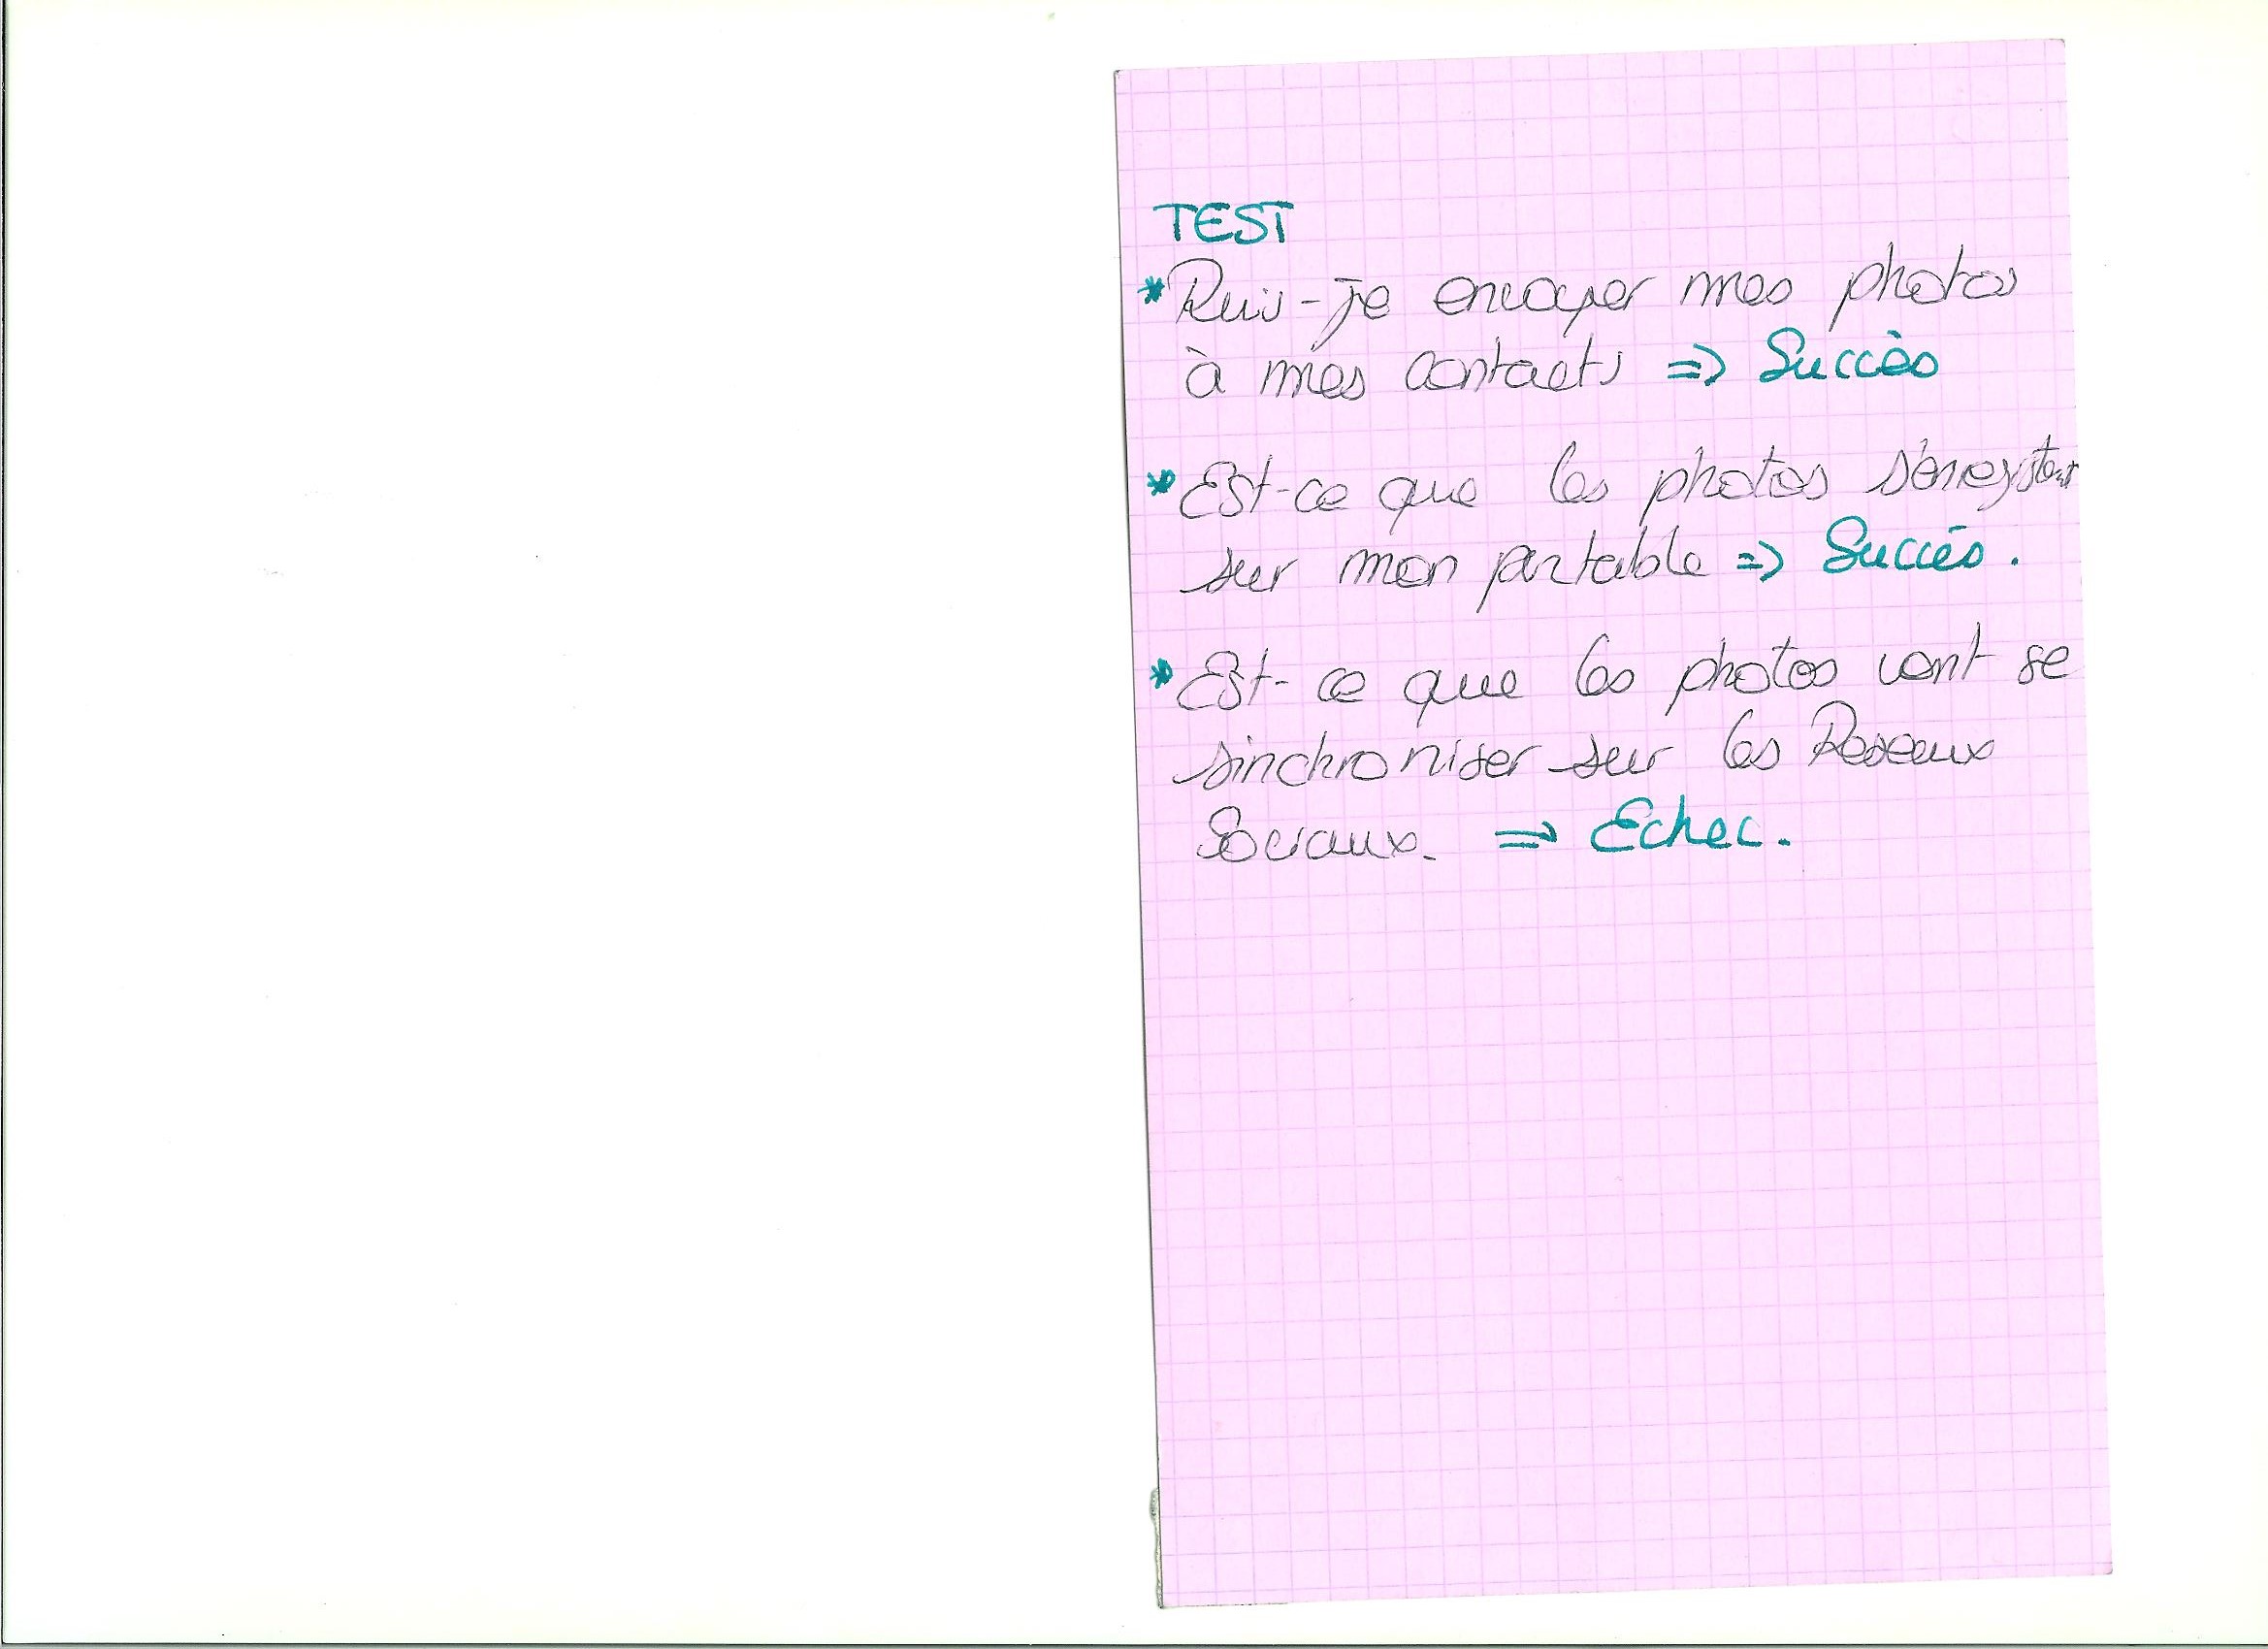 TEST
* Puis-je envoyer mes photos
à mes contacts => Succès
* Est-ce que les photos s'enregistrent
sur mon portable => Succès.
* Est-ce que les photos vont se
sinchroniser sur les Reseaux
Sociaux. => Echec.